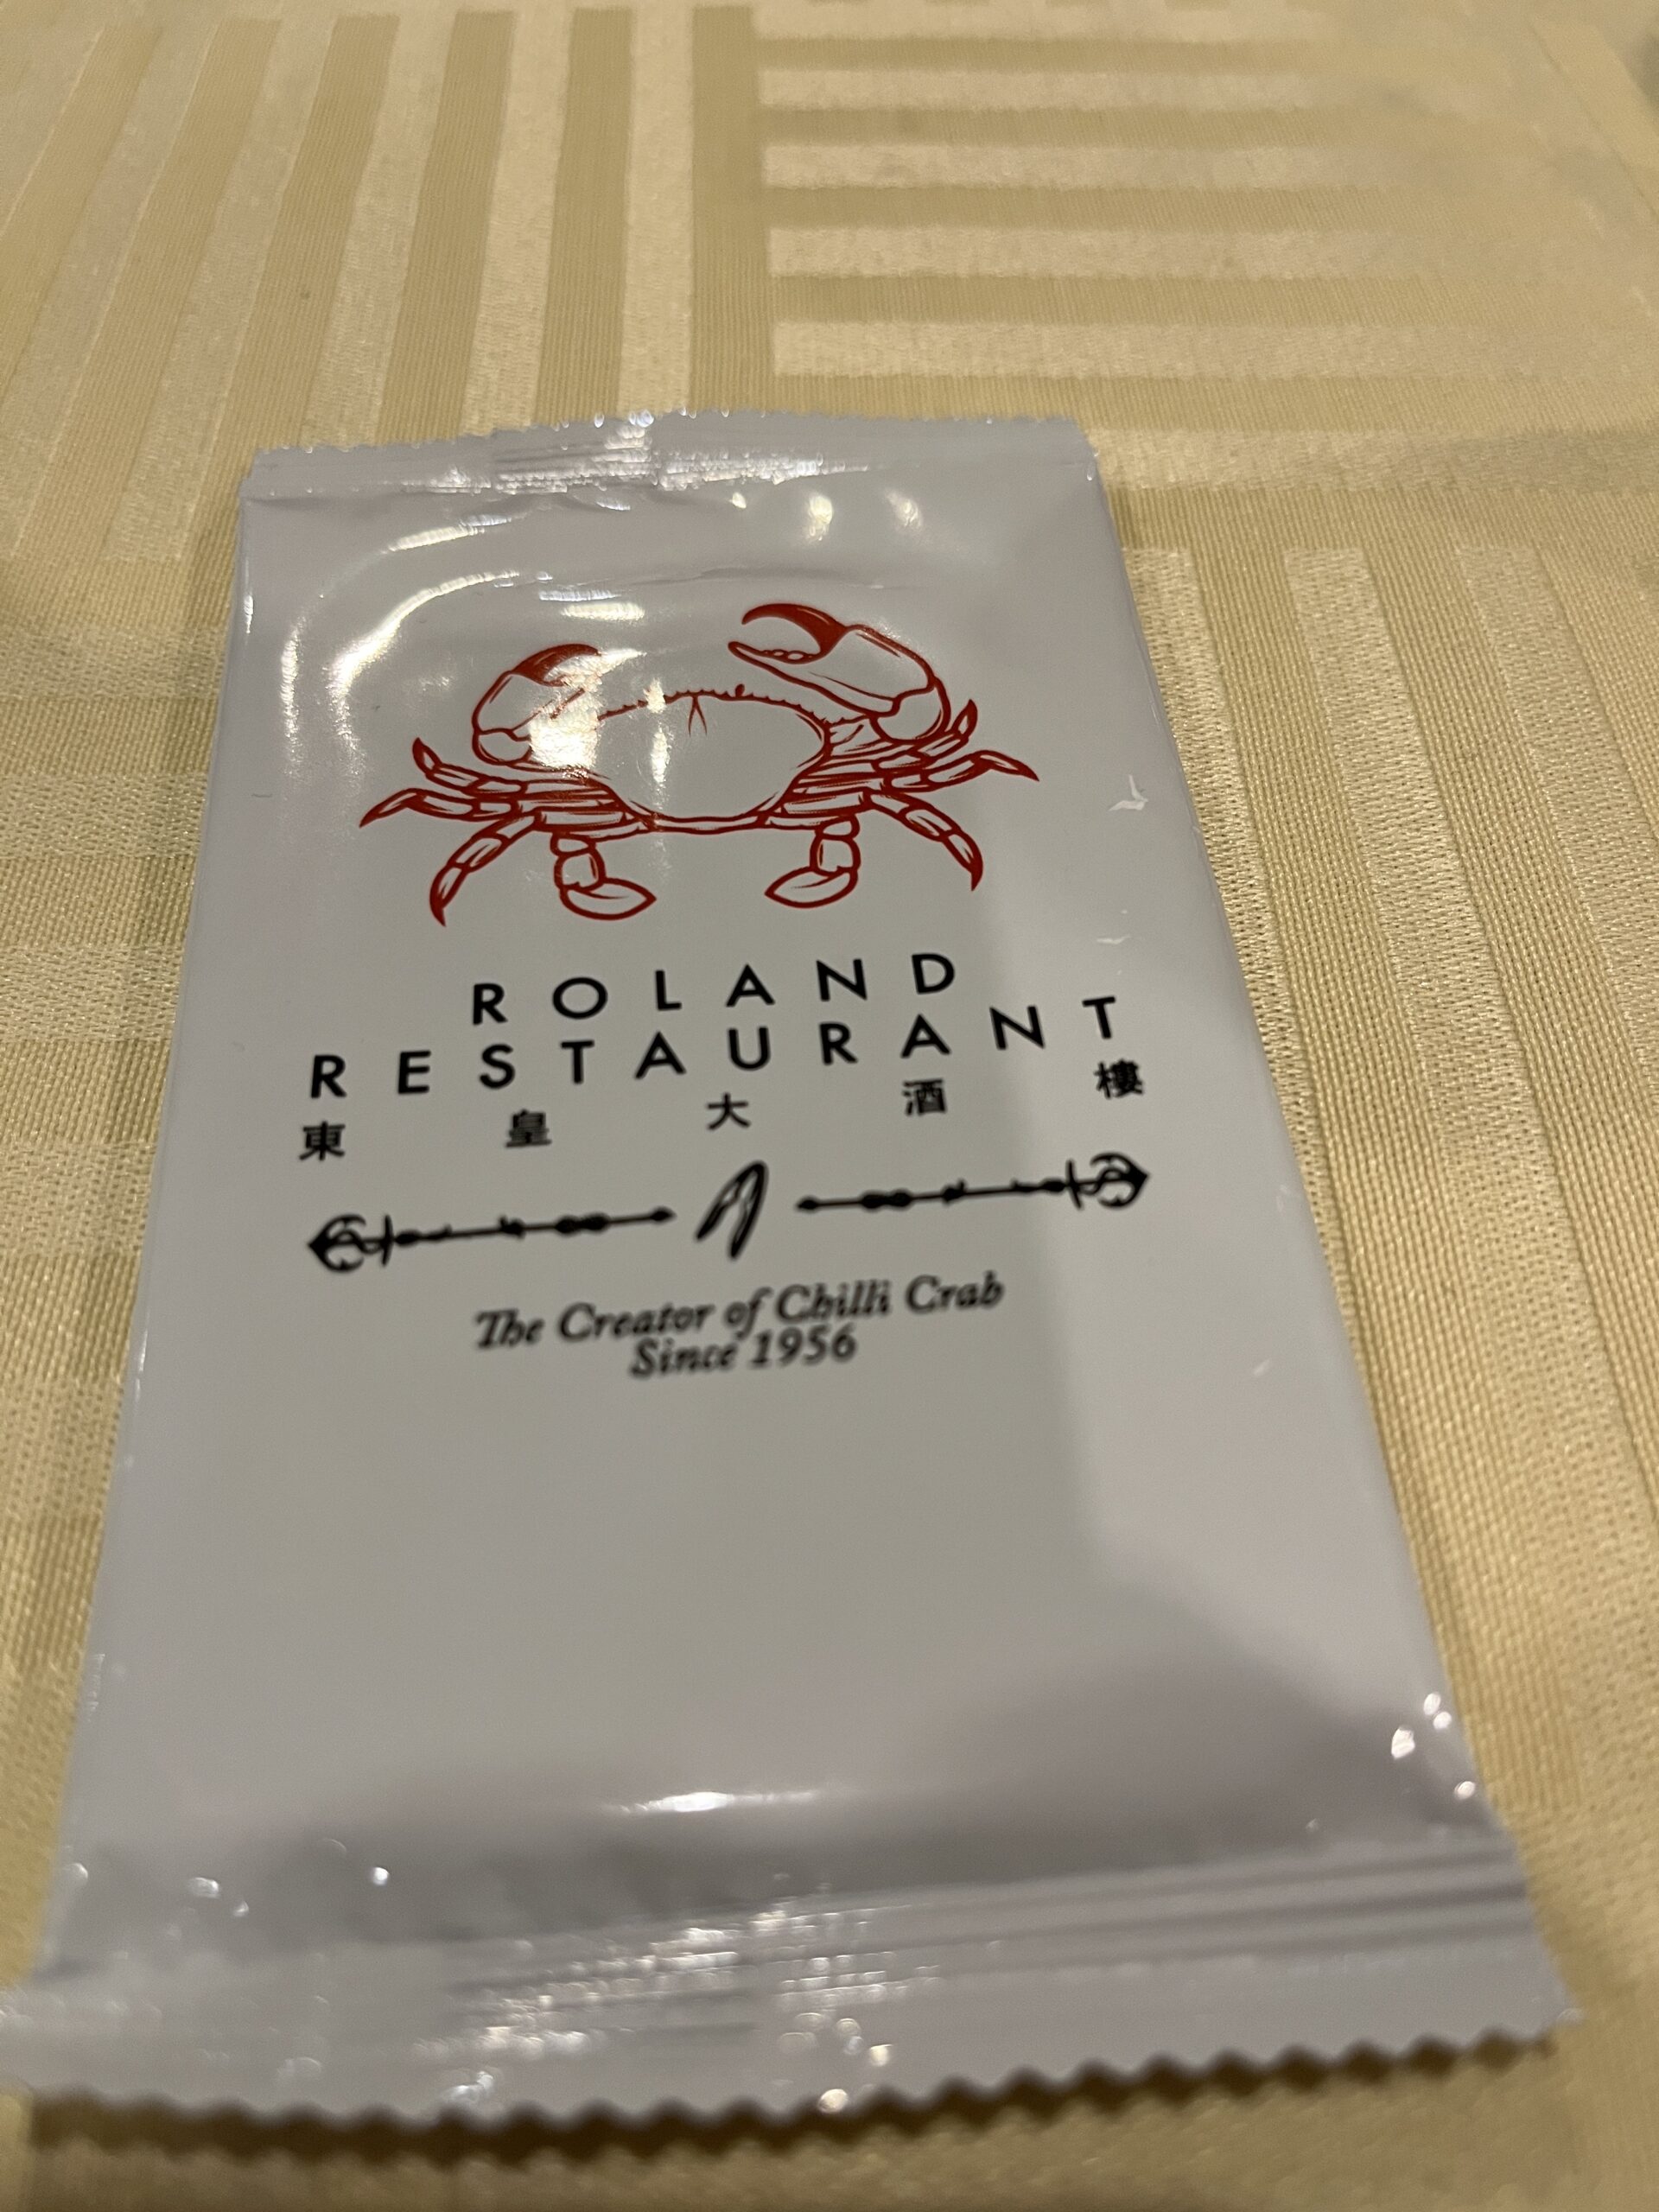 ROLAND
RESTAURANT
東皇大酒樓
The Creator of Chilli Crab
Since 1956